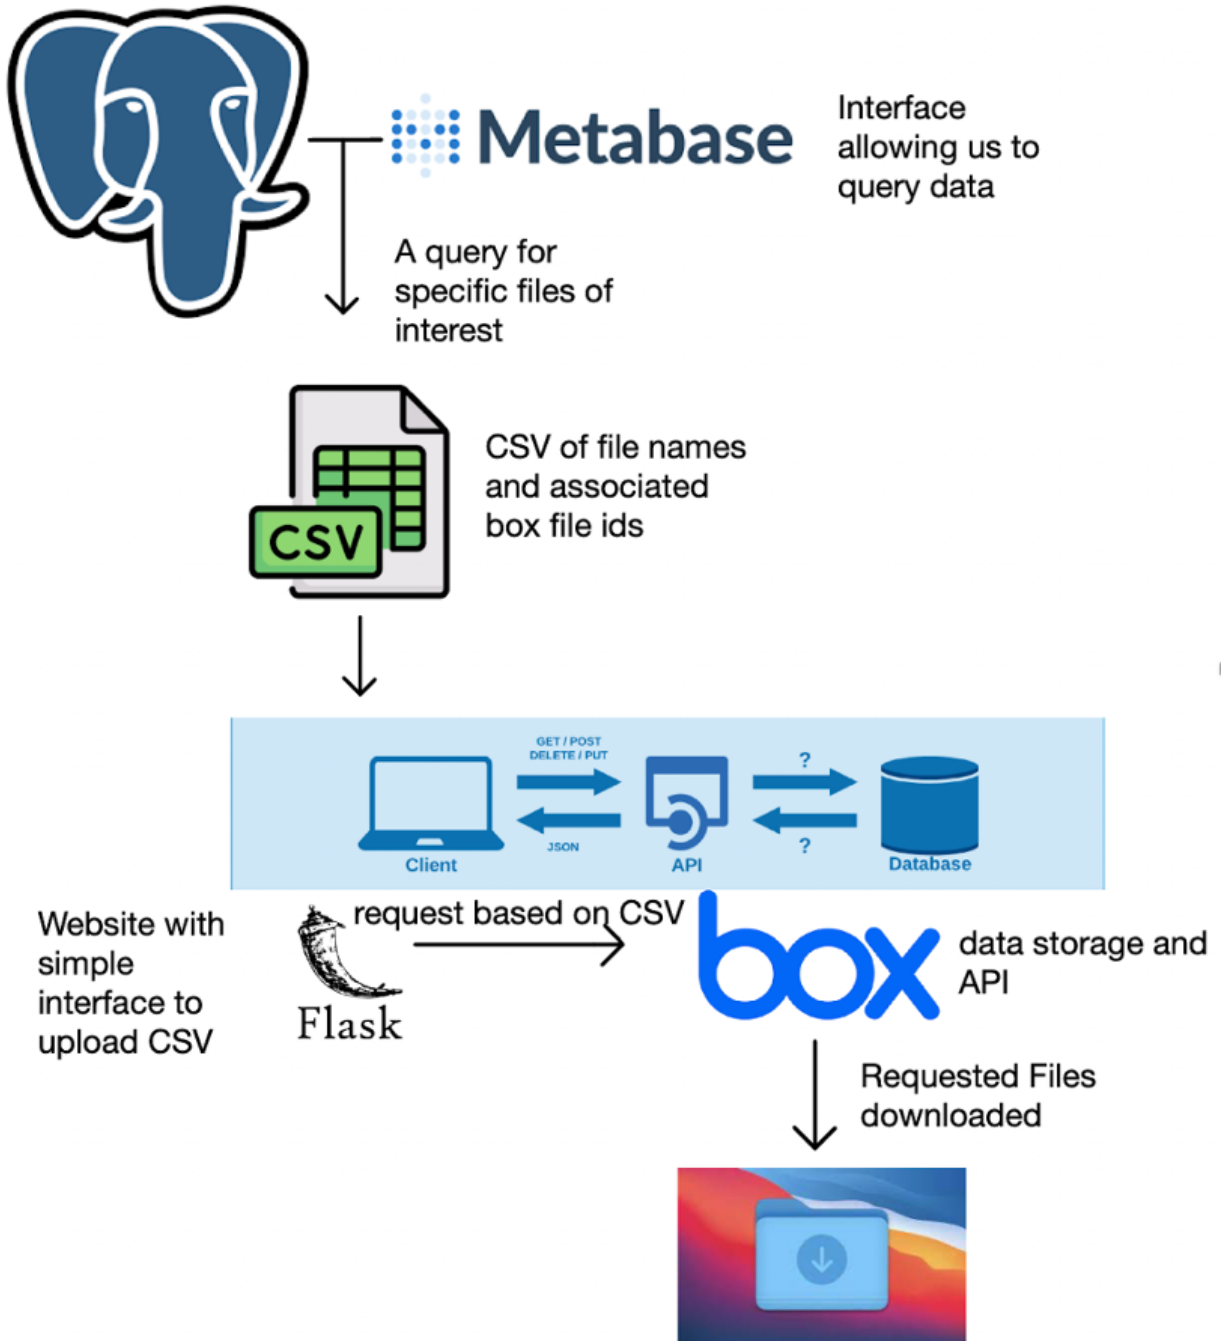 Metabase
Interface
allowing us to
query data
A query for
specific files of
interest
CSV of file names
and associated
box file ids
CSV
GET / POST
DELETE / PUT
?
JSON
?
Client
API
Database
Website with
simple
interface to
upload CSV
request based on CSV
Flask
box
data storage and
API
Requested Files
downloaded